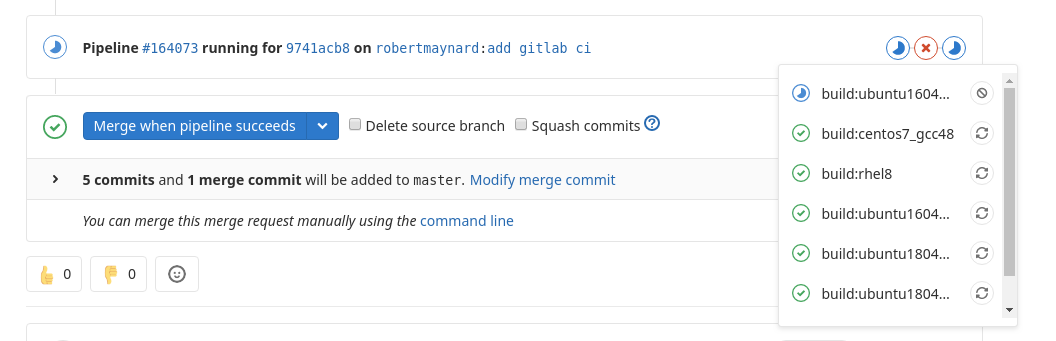 Pipeline #164073 running for 9741acb8 on robertmaynard:add gitlab ci
build:ubuntu1604...
Merge when pipeline succeeds Delete source branch Squash commits ?
build:centos7_gcc48
5 commits and 1 merge commit will be added to master. Modify merge commit
build:rhel8
You can merge this merge request manually using the command line
build:ubuntu1604...
build:ubuntu1804...
0 0
build:ubuntu1804...